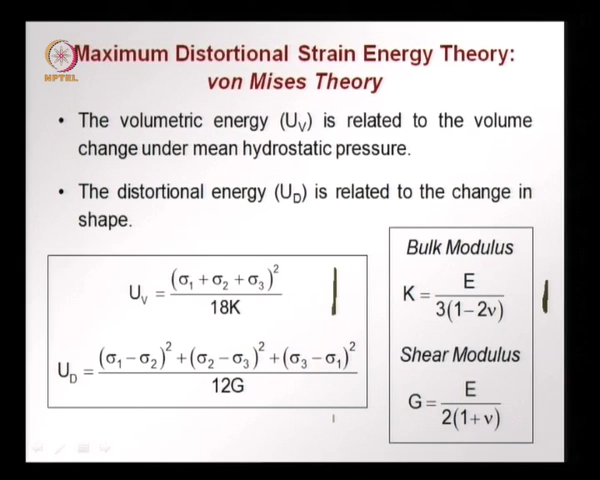 Maximum Distortional Strain Energy Theory:
von Mises Theory
NPTEL
• The volumetric energy (U_V) is related to the volume
change under mean hydrostatic pressure.
• The distortional energy (U_D) is related to the change in
shape.
U_V = (σ₁ + σ₂ + σ₃)² / 18K
U_D = ((σ₁ − σ₂)² + (σ₂ − σ₃)² + (σ₃ − σ₁)²) / 12G
Bulk Modulus
K = E / 3(1 − 2ν)
Shear Modulus
G = E / 2(1 + ν)